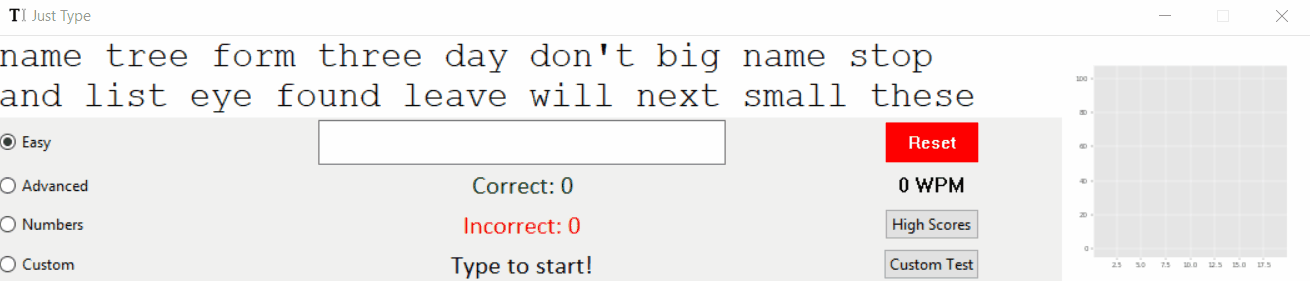 Just Type
name tree form three day don't big name stop
and list eye found leave will next small these
Easy
Reset
Advanced
Correct: 0
0 WPM
Numbers
Incorrect: 0
High Scores
Custom
Type to start!
Custom Test
100
80
60
40
20
0
2.5 5.0 7.5 10.0 12.5 15.0 17.5